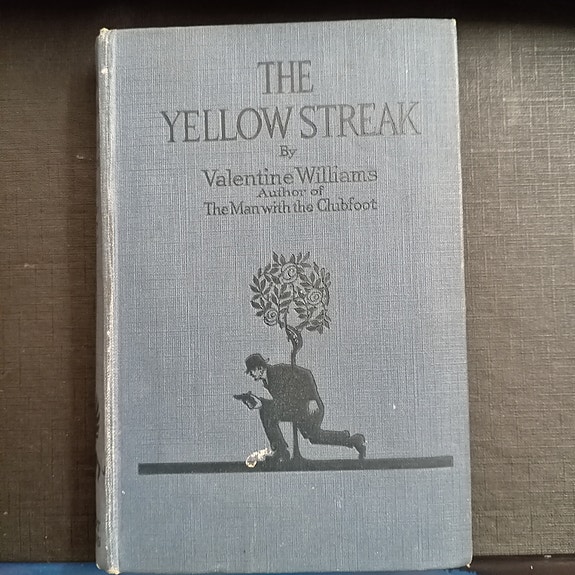 THE
YELLOW STREAK
By
Valentine Williams
Author of
The Man with the Clubfoot